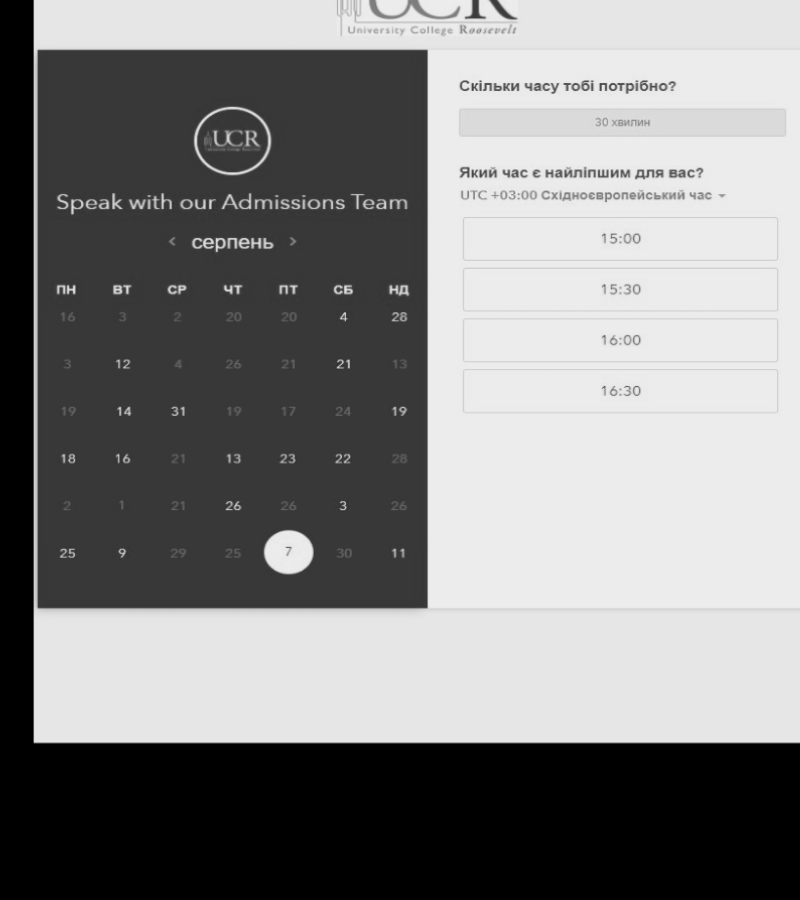 UCR
University College Roosevelt
UCR
Speak with our Admissions Team
< серпень >
ПН ВТ СР ЧТ ПТ СБ НД
16 3 2 20 20 4 28
3 12 4 26 21 21 13
19 14 31 19 17 24 19
18 16 21 13 23 22 28
2 1 21 26 26 3 26
25 9 29 25 7 30 11
Скільки часу тобі потрібно?
30 хвилин
Який час є найліпшим для вас?
UTC +03:00 Східноєвропейський час
15:00
15:30
16:00
16:30